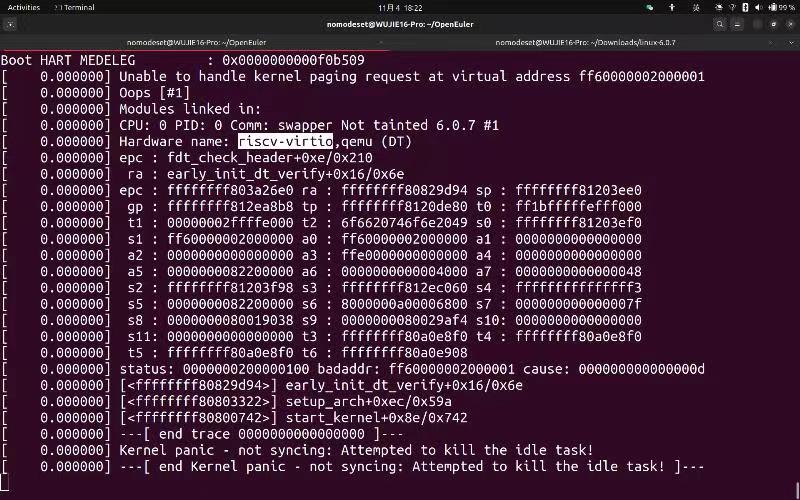 Activities Terminal 11月 4 18:22 英 99 %
nomodeset@WUJIE16-Pro: ~/OpenEuler
nomodeset@WUJIE16-Pro: ~/OpenEuler nomodeset@WUJIE16-Pro: ~/Downloads/linux-6.0.7
Boot HART MEDELEG : 0x0000000000f0b509
[ 0.000000] Unable to handle kernel paging request at virtual address ff60000002000001
[ 0.000000] Oops [#1]
[ 0.000000] Modules linked in:
[ 0.000000] CPU: 0 PID: 0 Comm: swapper Not tainted 6.0.7 #1
[ 0.000000] Hardware name: riscv-virtio,qemu (DT)
[ 0.000000] epc : fdt_check_header+0xe/0x210
[ 0.000000] ra : early_init_dt_verify+0x16/0x6e
[ 0.000000] epc : ffffffff803a26e0 ra : ffffffff80829d94 sp : ffffffff81203ee0
[ 0.000000] gp : ffffffff812ea8b8 tp : ffffffff8120de80 t0 : ff1bfffffefff000
[ 0.000000] t1 : 00000002ffffe000 t2 : 6f6620746f6e2049 s0 : ffffffff81203ef0
[ 0.000000] s1 : ff60000002000000 a0 : ff60000002000000 a1 : 0000000000000000
[ 0.000000] a2 : 0000000000000000 a3 : ffe0000000000000 a4 : 0000000000000000
[ 0.000000] a5 : 0000000082200000 a6 : 0000000000004000 a7 : 0000000000000048
[ 0.000000] s2 : ffffffff81203f98 s3 : ffffffff812ec060 s4 : fffffffffffffff3
[ 0.000000] s5 : 0000000082200000 s6 : 8000000a00006800 s7 : 000000000000007f
[ 0.000000] s8 : 0000000080019038 s9 : 0000000080029af4 s10: 0000000000000000
[ 0.000000] s11: 0000000000000000 t3 : ffffffff80a0e8f0 t4 : ffffffff80a0e8f0
[ 0.000000] t5 : ffffffff80a0e8f0 t6 : ffffffff80a0e908
[ 0.000000] status: 0000000200000100 badaddr: ff60000002000001 cause: 000000000000000d
[ 0.000000] [<ffffffff80829d94>] early_init_dt_verify+0x16/0x6e
[ 0.000000] [<ffffffff80803322>] setup_arch+0xec/0x59a
[ 0.000000] [<ffffffff80800742>] start_kernel+0x8e/0x742
[ 0.000000] ---[ end trace 0000000000000000 ]---
[ 0.000000] Kernel panic - not syncing: Attempted to kill the idle task!
[ 0.000000] ---[ end Kernel panic - not syncing: Attempted to kill the idle task! ]---